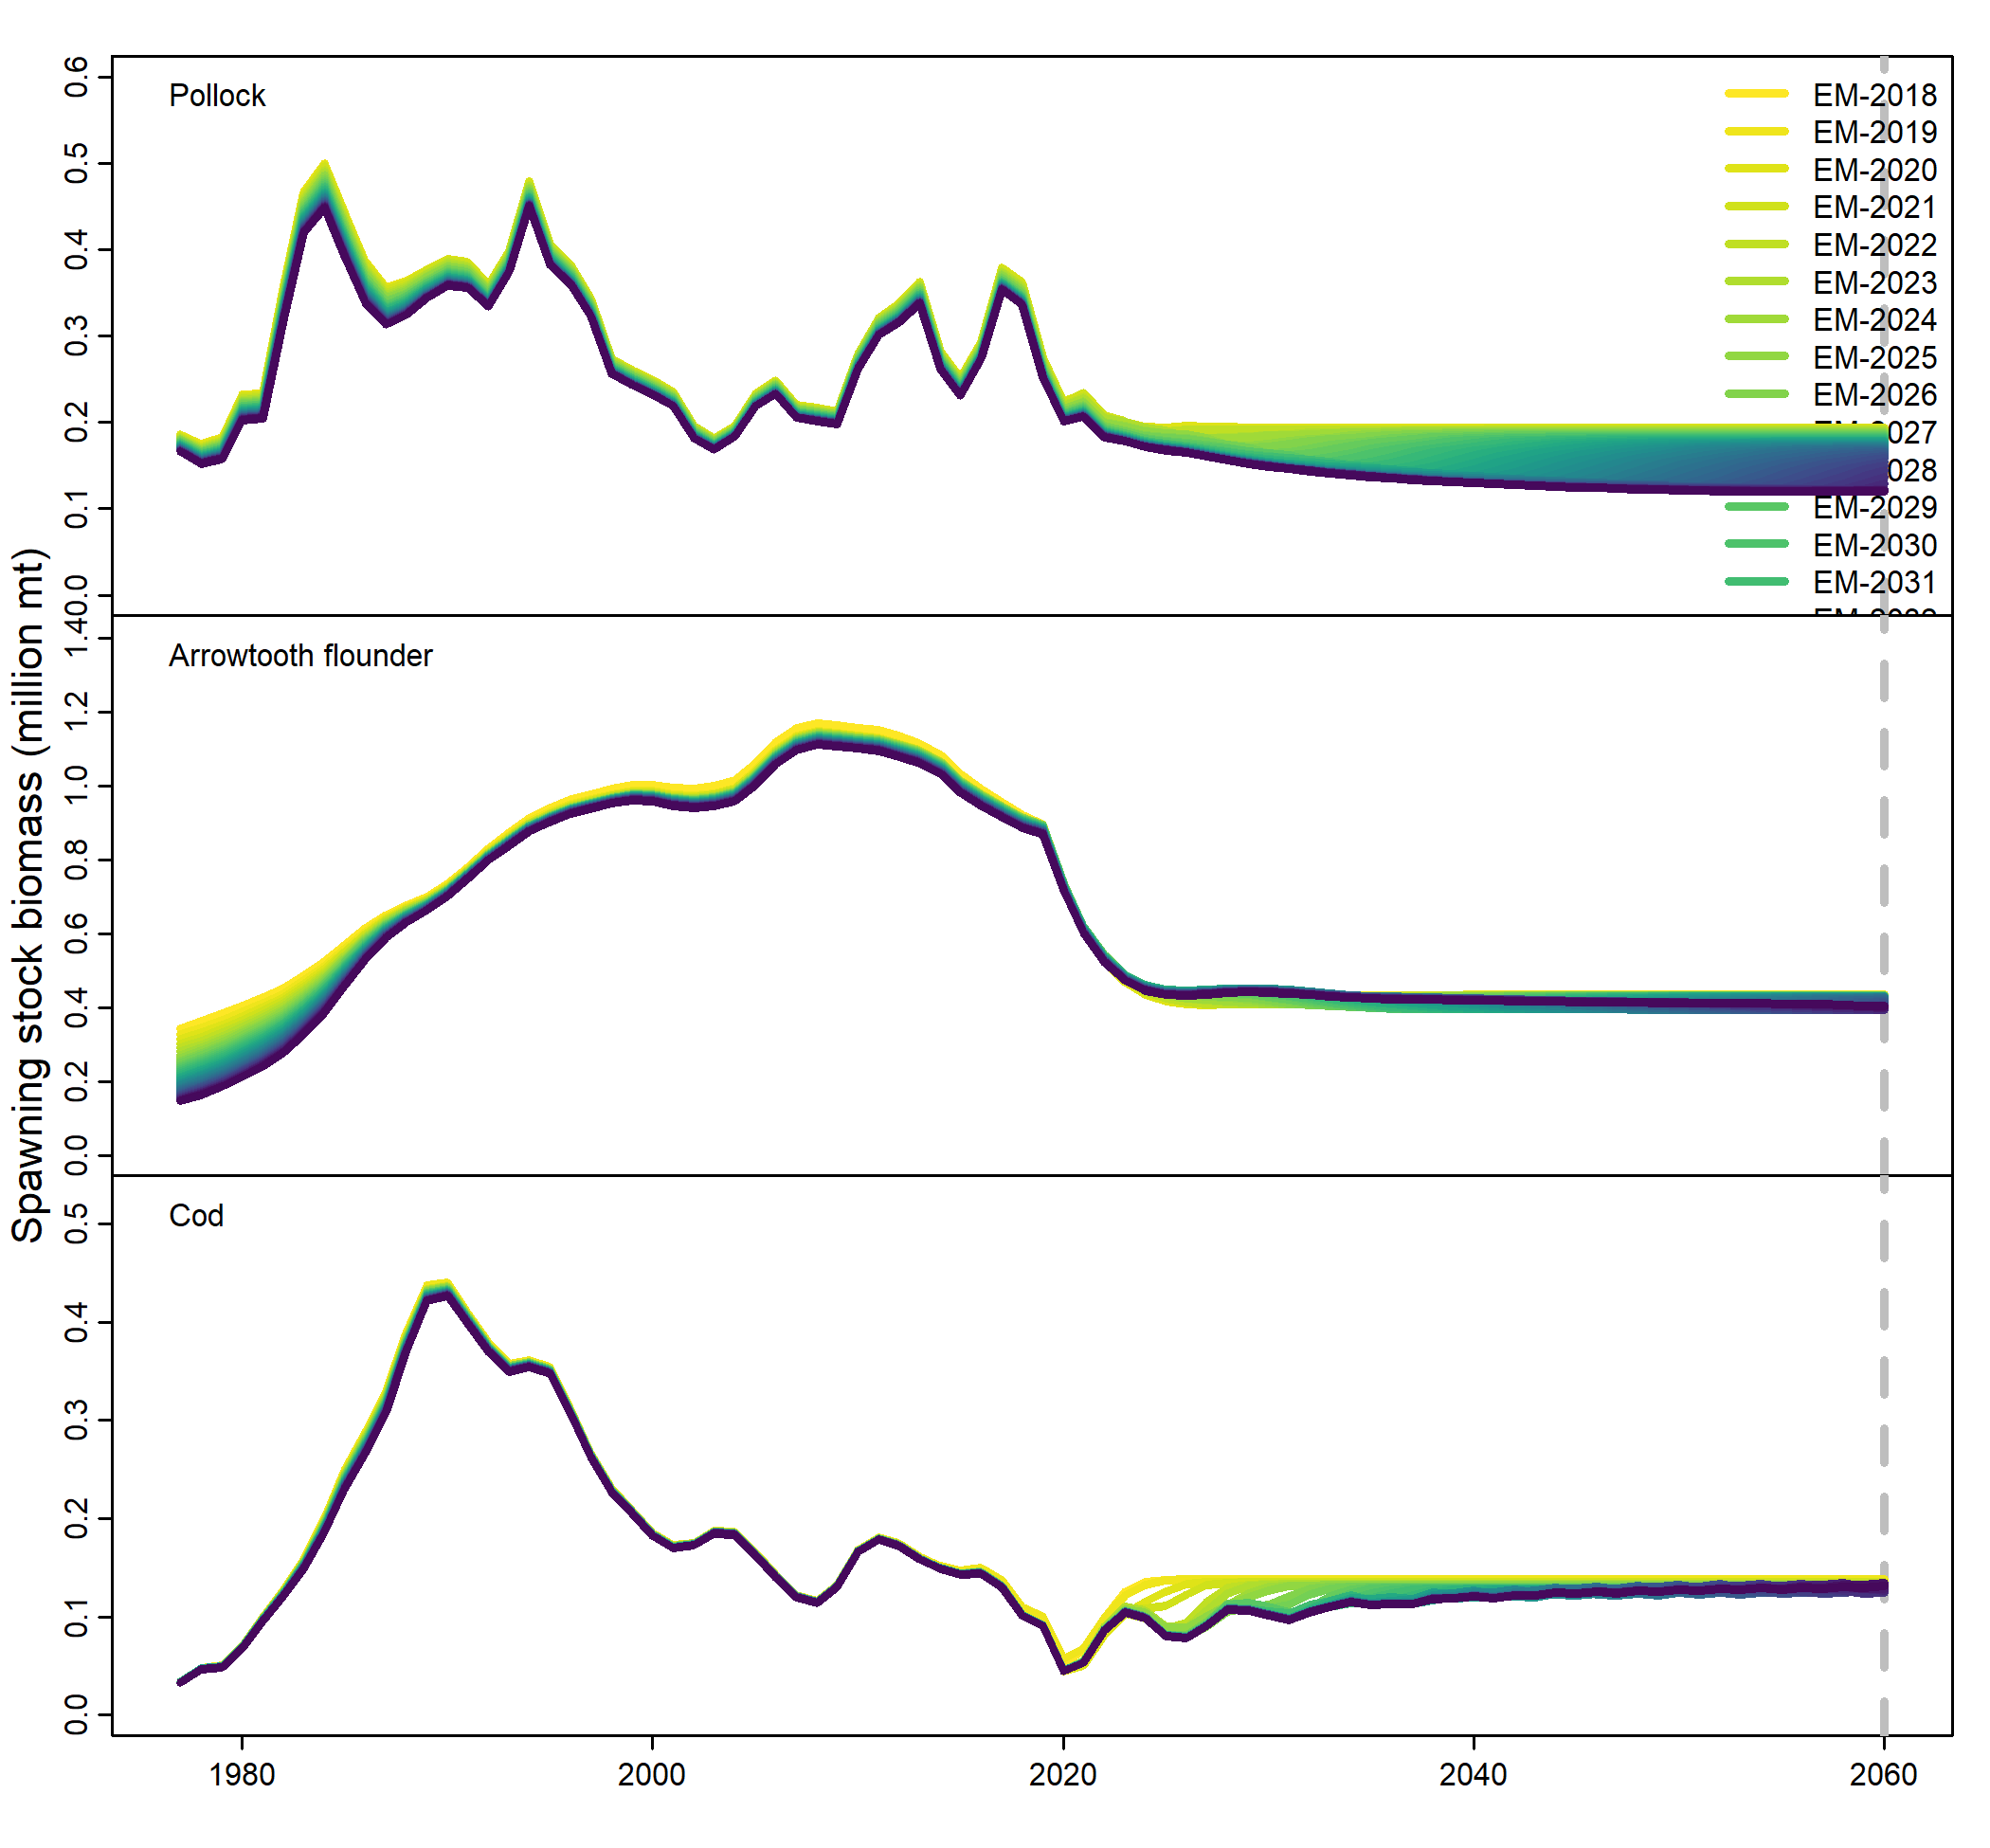 Spawning stock biomass (million mt)
Pollock
0.6
0.5
0.4
0.3
0.2
0.1
0.0
EM-2018
EM-2019
EM-2020
EM-2021
EM-2022
EM-2023
EM-2024
EM-2025
EM-2026
027
028
EM-2029
EM-2030
EM-2031
Arrowtooth flounder
1.4
1.2
1.0
0.8
0.6
0.4
0.2
0.0
Cod
0.5
0.4
0.3
0.2
0.1
0.0
1980 2000 2020 2040 2060